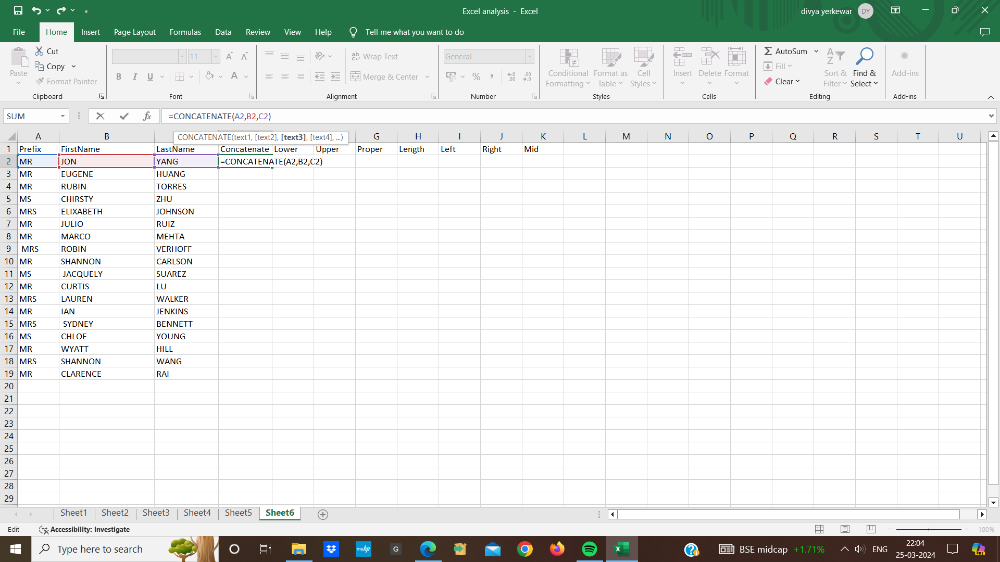 Excel analysis - Excel
divya yerkewar DY
File Home Insert Page Layout Formulas Data Review View Help Tell me what you want to do
Paste
Cut
Copy
Format Painter
Clipboard
11
A A
B I U A
Font
ab Wrap Text
Merge & Center
Alignment
General
% ,
Number
Conditional Formatting
Format as Table
Cell Styles
Styles
Insert Delete Format
Cells
AutoSum
Fill
Clear
Sort & Filter
Find & Select
Editing
Add-ins
Add-ins
SUM fx =CONCATENATE(A2,B2,C2)
CONCATENATE(text1, [text2], [text3], [text4], ...)
A B G H I J K L M N O P Q R S T U
1 Prefix FirstName LastName Concatenate Lower Upper Proper Length Left Right Mid
2 MR JON YANG =CONCATENATE(A2,B2,C2)
3 MR EUGENE HUANG
4 MR RUBIN TORRES
5 MS CHIRSTY ZHU
6 MRS ELIXABETH JOHNSON
7 MR JULIO RUIZ
8 MR MARCO MEHTA
9 MRS ROBIN VERHOFF
10 MR SHANNON CARLSON
11 MS JACQUELY SUAREZ
12 MR CURTIS LU
13 MRS LAUREN WALKER
14 MR IAN JENKINS
15 MRS SYDNEY BENNETT
16 MS CHLOE YOUNG
17 MR WYATT HILL
18 MRS SHANNON WANG
19 MR CLARENCE RAI
20
21
22
23
24
25
26
27
28
29
Sheet1 Sheet2 Sheet3 Sheet4 Sheet5 Sheet6
Edit Accessibility: Investigate 100%
Type here to search myhp G BSE midcap +1.71% ENG 22:04
25-03-2024 PRE